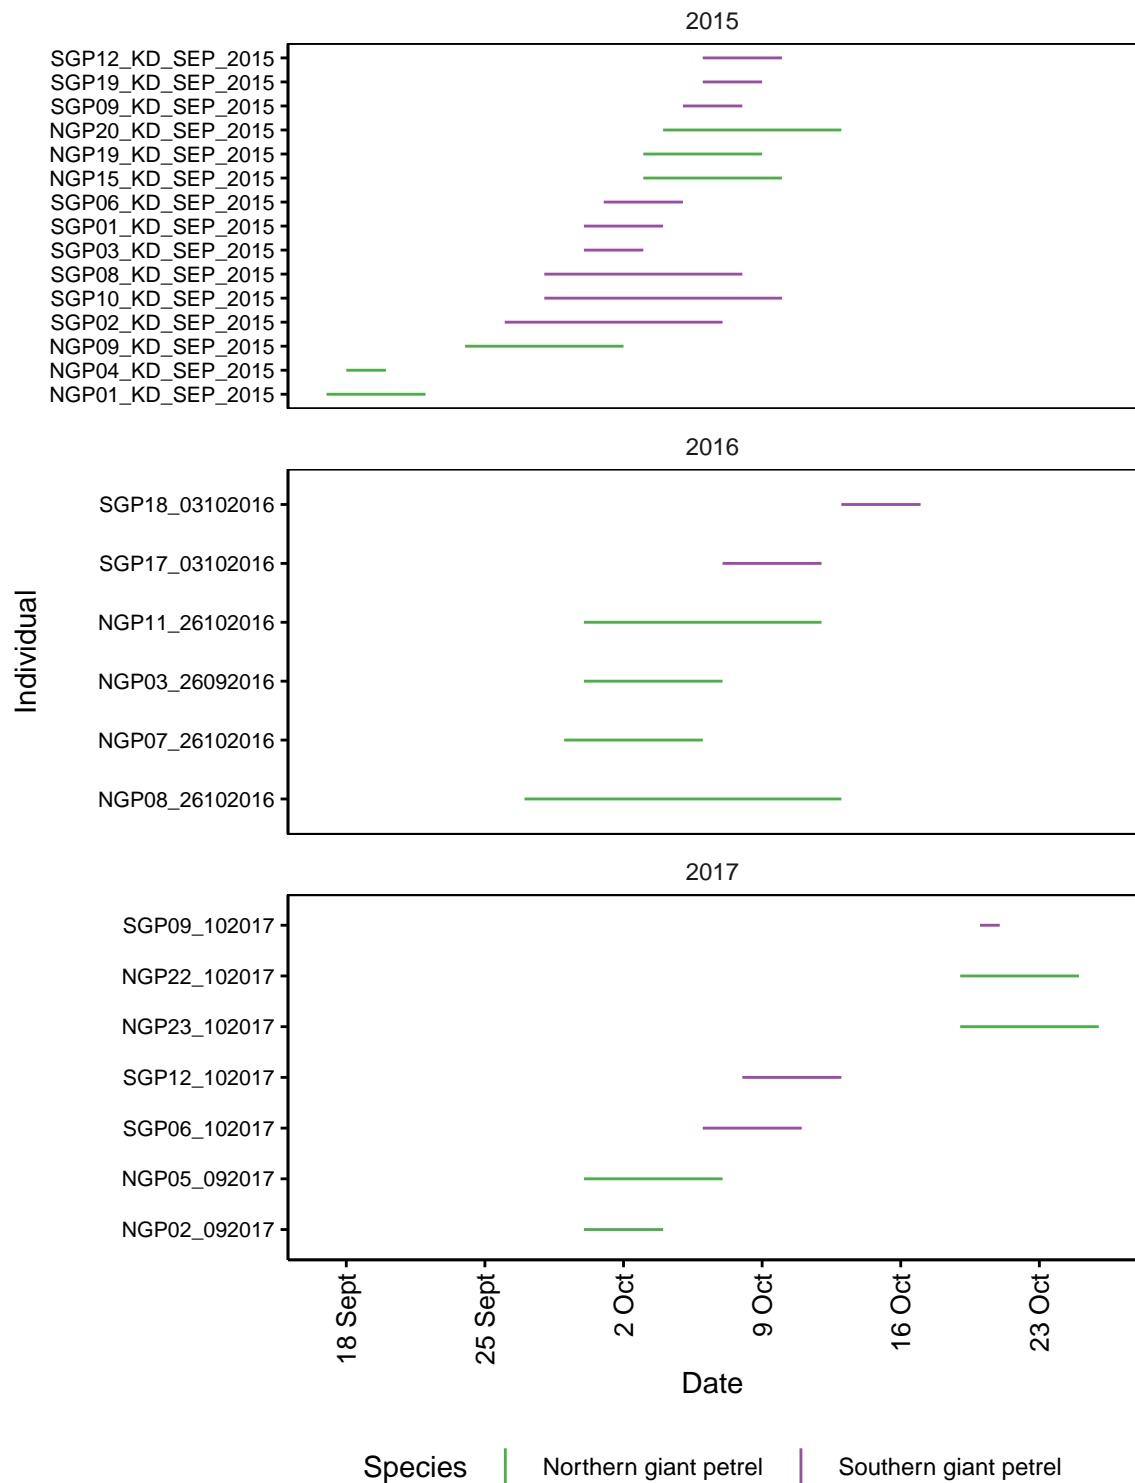 2015
SGP12_KD_SEP_2015
SGP19_KD_SEP_2015
SGP09_KD_SEP_2015
NGP20_KD_SEP_2015
NGP19_KD_SEP_2015
NGP15_KD_SEP_2015
SGP06_KD_SEP_2015
SGP01_KD_SEP_2015
SGP03_KD_SEP_2015
SGP08_KD_SEP_2015
SGP10_KD_SEP_2015
SGP02_KD_SEP_2015
NGP09_KD_SEP_2015
NGP04_KD_SEP_2015
NGP01_KD_SEP_2015
2016
SGP18_03102016
SGP17_03102016
NGP11_26102016
NGP03_26092016
NGP07_26102016
NGP08_26102016
Individual
2017
SGP09_102017
NGP22_102017
NGP23_102017
SGP12_102017
SGP06_102017
NGP05_092017
NGP02_092017
18 Sept
25 Sept
2 Oct
9 Oct
16 Oct
23 Oct
Date
Species Northern giant petrel Southern giant petrel